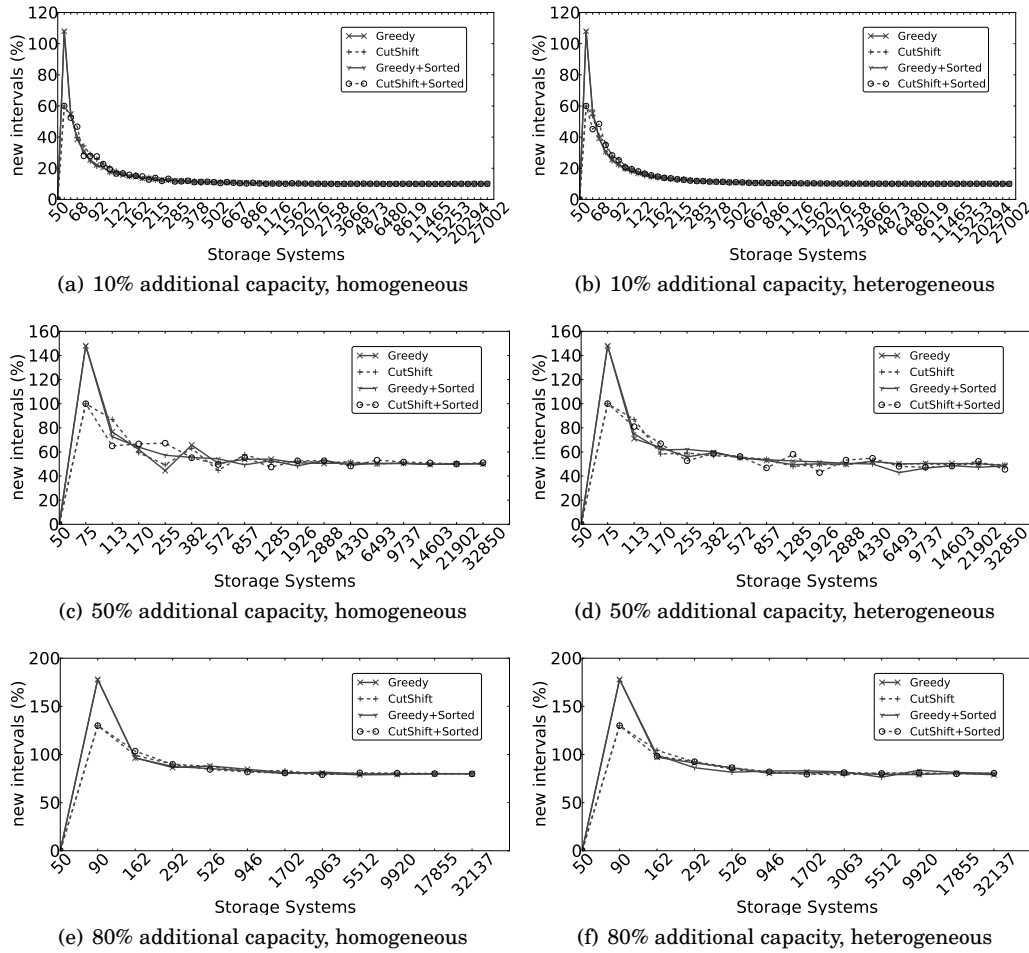 120
100
80
60
40
20
0
new intervals (%)
Greedy
CutShift
Greedy+Sorted
CutShift+Sorted
50 68 92 122 162 215 285 378 502 667 886 1176 1562 2076 2758 3666 4873 6480 8619 11465 15253 20294 27002
Storage Systems
(a) 10% additional capacity, homogeneous
120
100
80
60
40
20
0
new intervals (%)
Greedy
CutShift
Greedy+Sorted
CutShift+Sorted
50 68 92 122 162 215 285 378 502 667 886 1176 1562 2076 2758 3666 4873 6480 8619 11465 15253 20294 27002
Storage Systems
(b) 10% additional capacity, heterogeneous
160
140
120
100
80
60
40
20
0
new intervals (%)
Greedy
CutShift
Greedy+Sorted
CutShift+Sorted
50 75 113 170 255 382 572 857 1285 1926 2888 4330 6493 9737 14603 21902 32850
Storage Systems
(c) 50% additional capacity, homogeneous
160
140
120
100
80
60
40
20
0
new intervals (%)
Greedy
CutShift
Greedy+Sorted
CutShift+Sorted
50 75 113 170 255 382 572 857 1285 1926 2888 4330 6493 9737 14603 21902 32850
Storage Systems
(d) 50% additional capacity, heterogeneous
200
150
100
50
0
new intervals (%)
Greedy
CutShift
Greedy+Sorted
CutShift+Sorted
50 90 162 292 526 946 1702 3063 5512 9920 17855 32137
Storage Systems
(e) 80% additional capacity, homogeneous
200
150
100
50
0
new intervals (%)
Greedy
CutShift
Greedy+Sorted
CutShift+Sorted
50 90 162 292 526 946 1702 3063 5512 9920 17855 32137
Storage Systems
(f) 80% additional capacity, heterogeneous